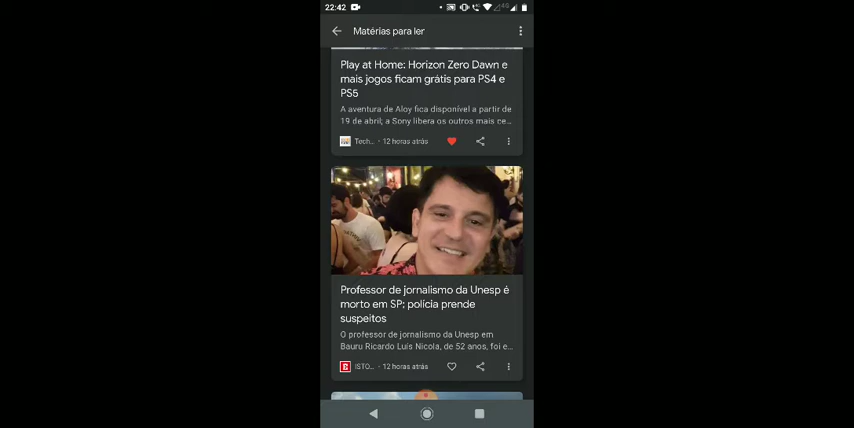 22:42
4G
Matérias para ler
Play at Home: Horizon Zero Dawn e
mais jogos ficam grátis para PS4 e
PS5
A aventura de Aloy fica disponível a partir de
19 de abril; a Sony libera os outros mais ce...
Tech... · 12 horas atrás
Professor de jornalismo da Unesp é
morto em SP; polícia prende
suspeitos
O professor de jornalismo da Unesp em
Bauru Ricardo Luís Nicola, de 52 anos, foi e...
ISTO... · 12 horas atrás